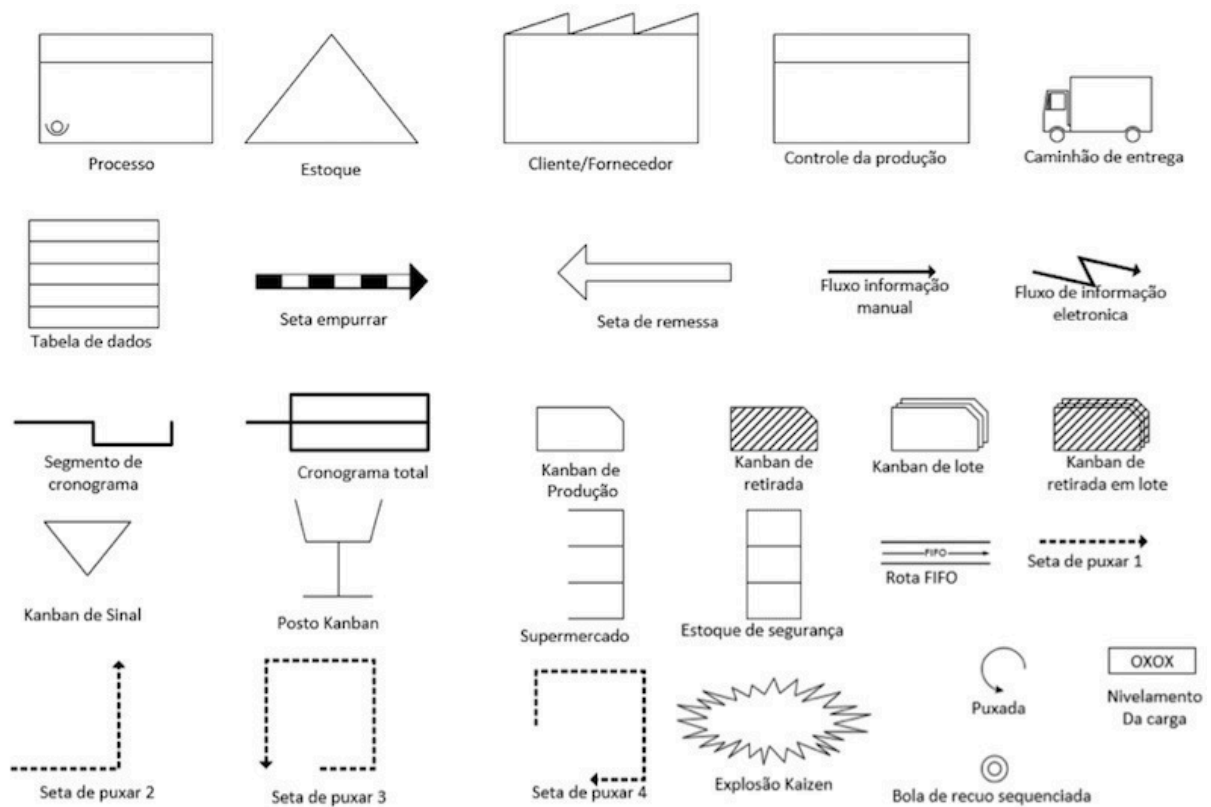 Processo
Estoque
Cliente/Fornecedor
Controle da produção
Caminhão de entrega
Tabela de dados
Seta empurrar
Seta de remessa
Fluxo informação
manual
Fluxo de informação
eletronica
Segmento de
cronograma
Cronograma total
Kanban de
Produção
Kanban de
retirada
Kanban de lote
Kanban de
retirada em lote
Kanban de Sinal
Posto Kanban
Supermercado
Estoque de segurança
FIFO
Rota FIFO
Seta de puxar 1
Seta de puxar 2
Seta de puxar 3
Seta de puxar 4
Explosão Kaizen
Puxada
OXOX
Nivelamento
Da carga
Bola de recuo sequenciada